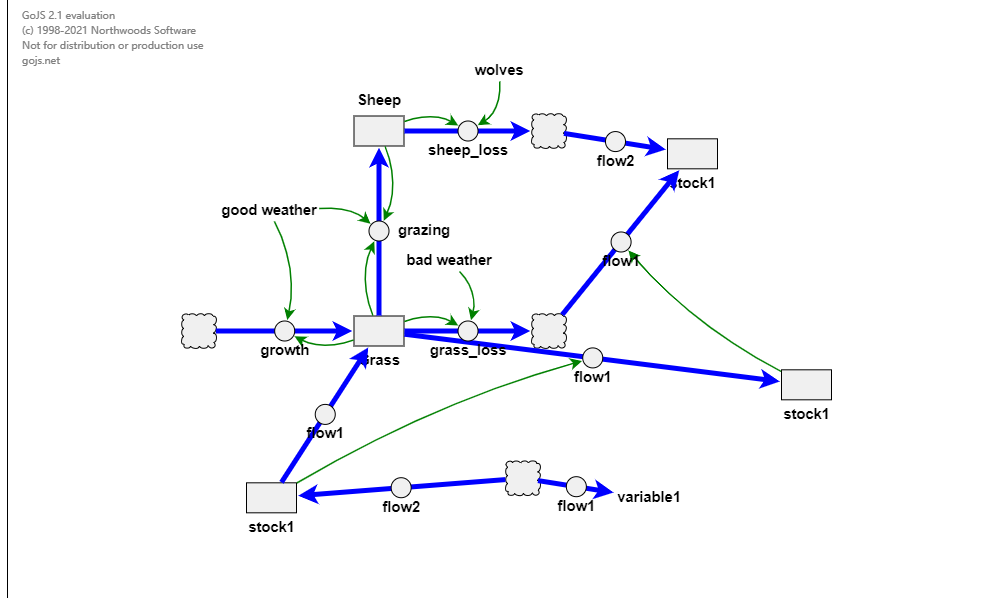 GoJS 2.1 evaluation
(c) 1998-2021 Northwoods Software
Not for distribution or production use
gojs.net
wolves
Sheep
sheep_loss
flow2
stock1
good weather
grazing
bad weather
flow1
growth
Grass
grass_loss
flow1
stock1
flow1
stock1
flow2
flow1
variable1